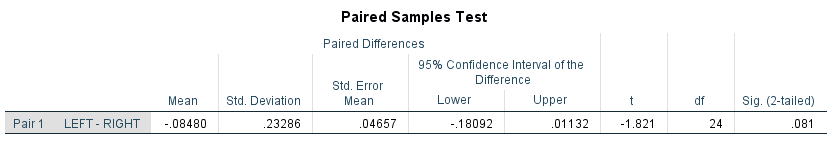 Paired Samples Test
Paired Differences
95% Confidence Interval of the
Difference
Std. Error
Mean Std. Deviation Mean Lower Upper t df Sig. (2-tailed)
Pair 1 LEFT - RIGHT -.08480 .23286 .04657 -.18092 .01132 -1.821 24 .081